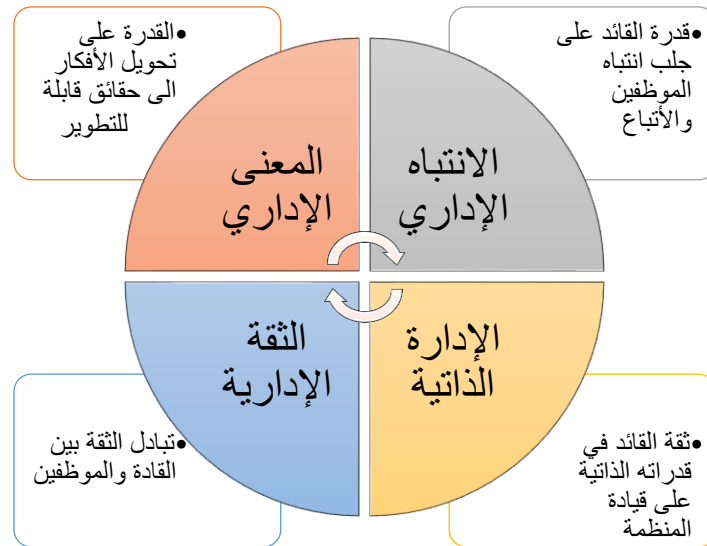 •قدرة القائد على
جلب انتباه
الموظفين
والأتباع
الانتباه
الإداري
•القدرة على
تحويل الأفكار
الى حقائق قابلة
للتطوير
المعنى
الإداري
الإدارة
الذاتية
•ثقة القائد في
قدراته الذاتية
على قيادة
المنظمة
الثقة
الإدارية
•تبادل الثقة بين
القادة والموظفين